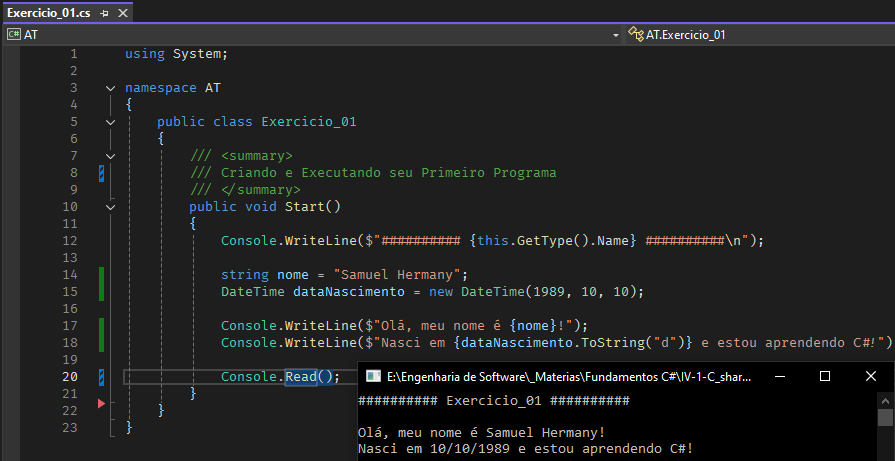 Exercicio_01.cs
C# AT
AT.Exercicio_01
1 using System;
2
3 namespace AT
4 {
5 public class Exercicio_01
6 {
7 /// <summary>
8 /// Criando e Executando seu Primeiro Programa
9 /// </summary>
10 public void Start()
11 {
12 Console.WriteLine($"########## {this.GetType().Name} ##########\n");
13
14 string nome = "Samuel Hermany";
15 DateTime dataNascimento = new DateTime(1989, 10, 10);
16
17 Console.WriteLine($"Olá, meu nome é {nome}!");
18 Console.WriteLine($"Nasci em {dataNascimento.ToString("d")} e estou aprendendo C#!")
19
20 Console.Read();
21 }
22 }
23 }
E:\Engenharia de Software\_Materias\Fundamentos C#\IV-1-C_shar...
########## Exercicio_01 ##########
Olá, meu nome é Samuel Hermany!
Nasci em 10/10/1989 e estou aprendendo C#!